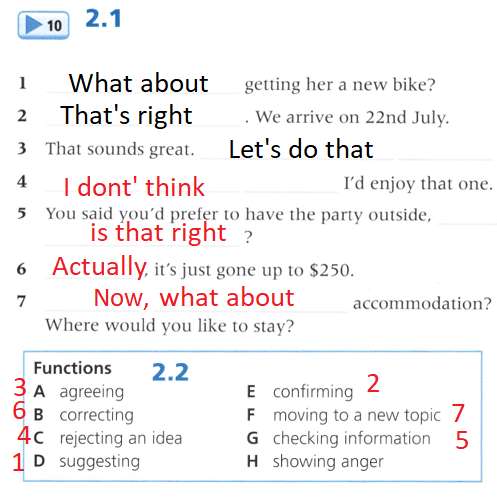 10 2.1
1 What about getting her a new bike?
2 That's right . We arrive on 22nd July.
3 That sounds great. Let's do that
4 I dont' think I'd enjoy that one.
5 You said you'd prefer to have the party outside,
is that right ?
6 Actually, it's just gone up to $250.
7 Now, what about accommodation?
Where would you like to stay?
Functions 2.2
3 A agreeing E confirming 2
6 B correcting F moving to a new topic 7
4 C rejecting an idea G checking information 5
1 D suggesting H showing anger